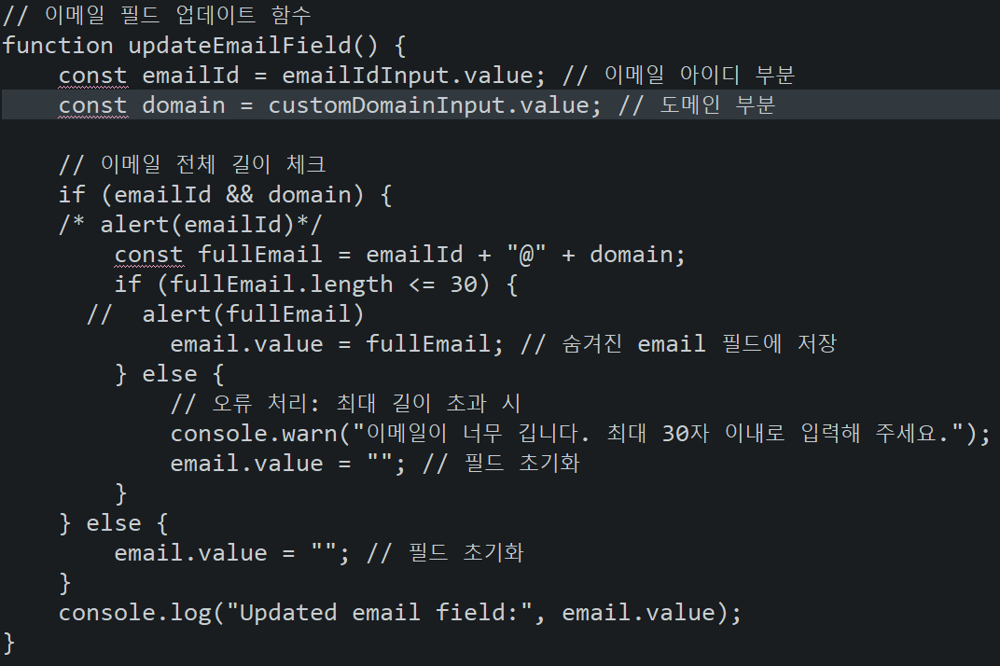 // 이메일 필드 업데이트 함수
function updateEmailField() {
    const emailId = emailIdInput.value; // 이메일 아이디 부분
    const domain = customDomainInput.value; // 도메인 부분

    // 이메일 전체 길이 체크
    if (emailId && domain) {
    /* alert(emailId)*/
        const fullEmail = emailId + "@" + domain;
        if (fullEmail.length <= 30) {
      //  alert(fullEmail)
            email.value = fullEmail; // 숨겨진 email 필드에 저장
        } else {
            // 오류 처리: 최대 길이 초과 시
            console.warn("이메일이 너무 깁니다. 최대 30자 이내로 입력해 주세요.");
            email.value = ""; // 필드 초기화
        }
    } else {
        email.value = ""; // 필드 초기화
    }
    console.log("Updated email field:", email.value);
}